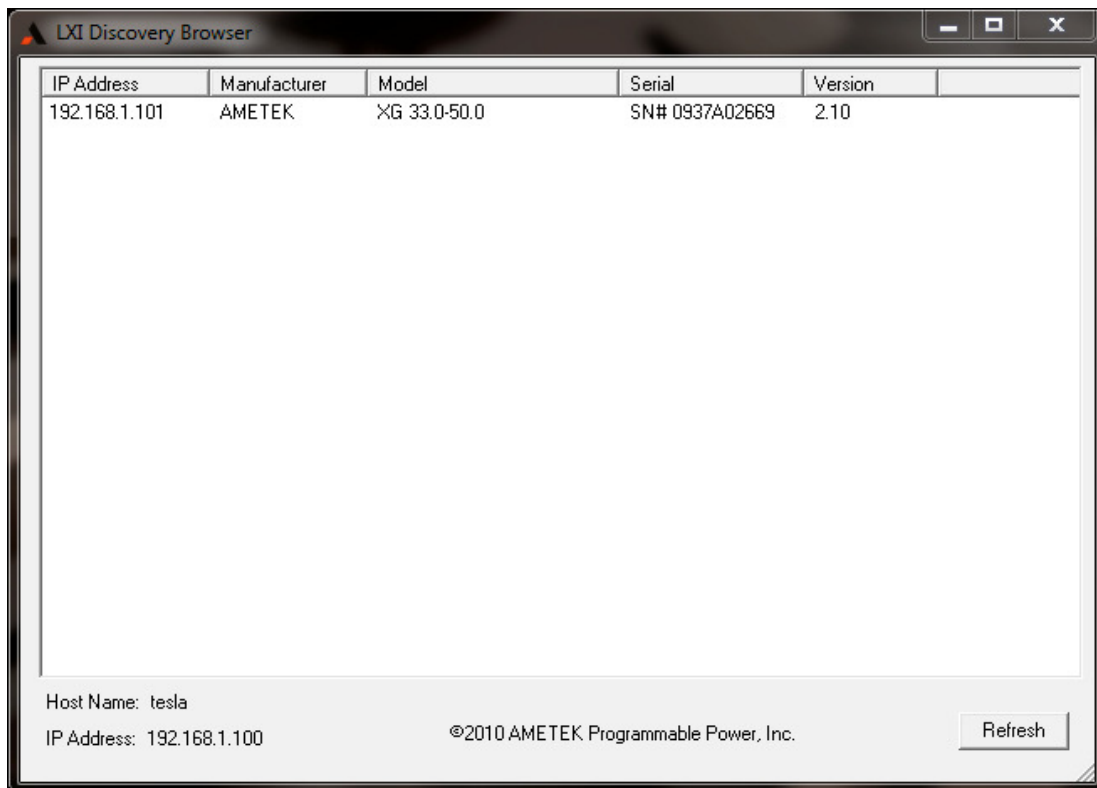 LXI Discovery Browser
IP Address Manufacturer Model Serial Version
192.168.1.101 AMETEK XG 33.0-50.0 SN# 0937A02669 2.10
Host Name: tesla
IP Address: 192.168.1.100
©2010 AMETEK Programmable Power, Inc.
Refresh